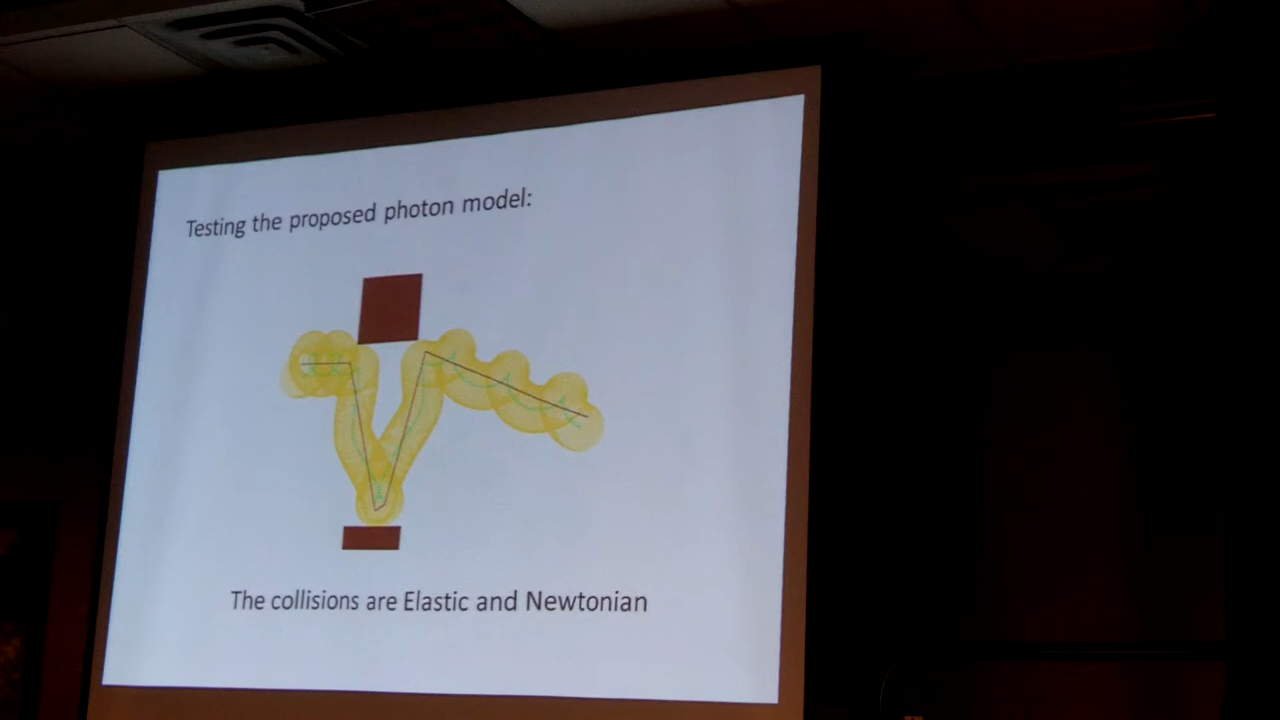 Testing the proposed photon model:
The collisions are Elastic and Newtonian